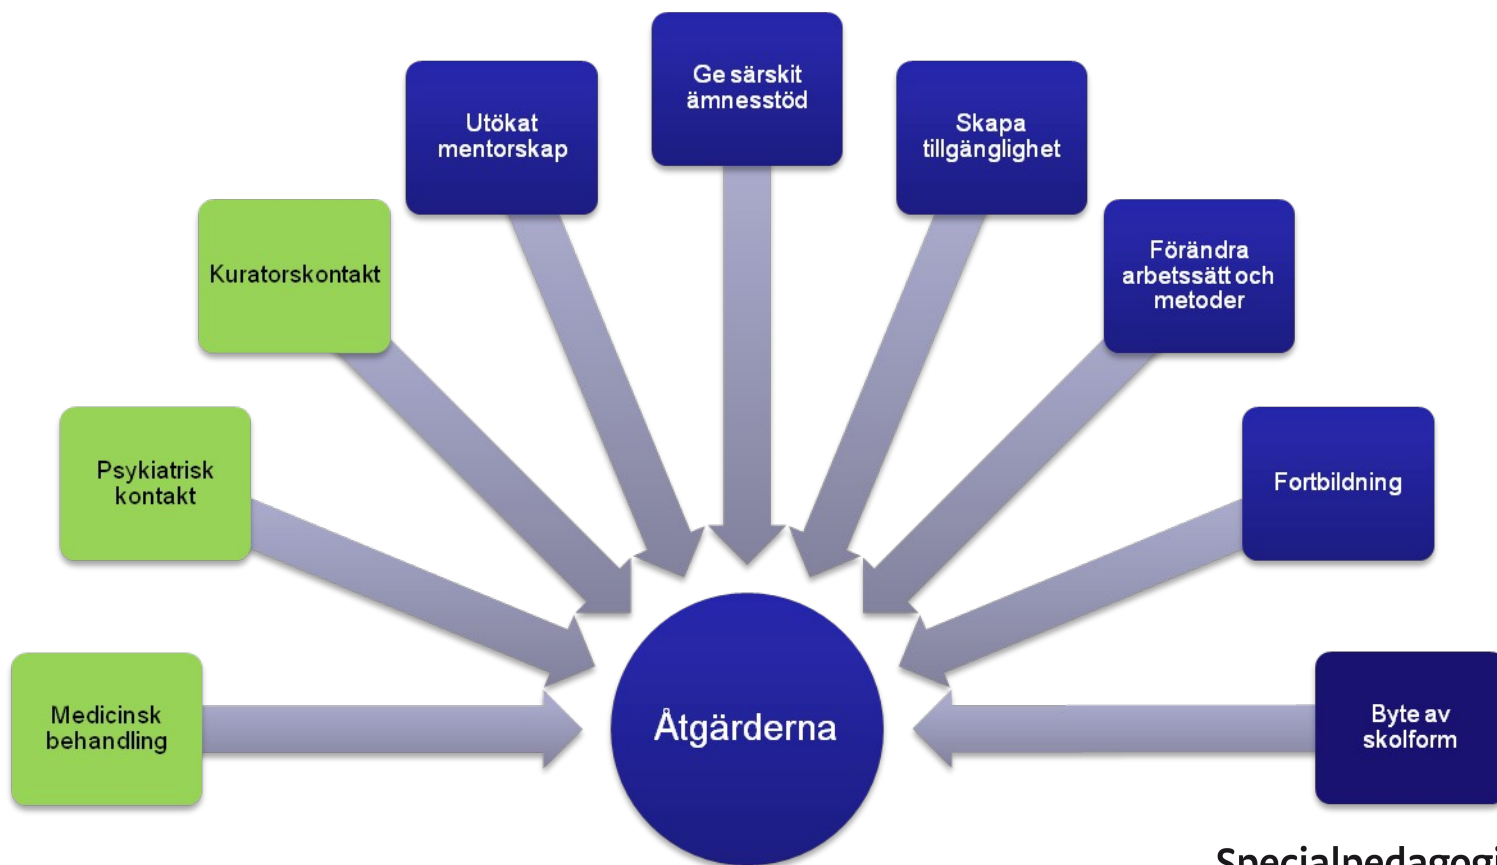 Ge särskit
ämnesstöd
Utökat
mentorskap
Skapa
tillgänglighet
Kuratorskontakt
Förändra
arbetssätt och
metoder
Psykiatrisk
kontakt
Fortbildning
Medicinsk
behandling
Åtgärderna
Byte av
skolform
Specialpedagogi